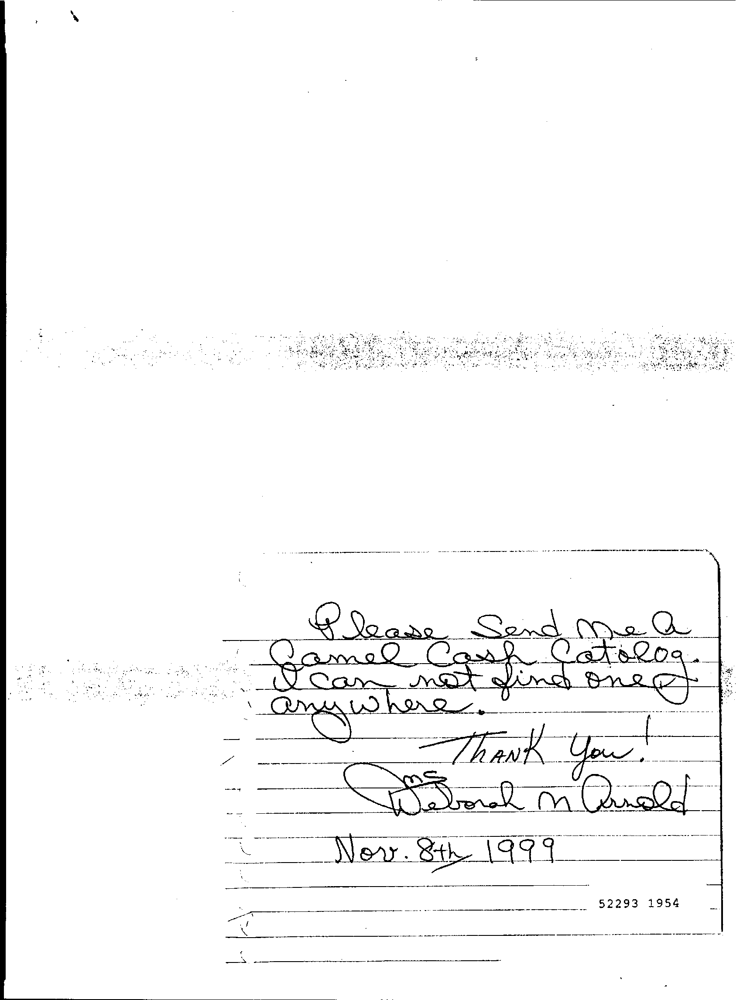 Please Send Me A
Camel Cash Catolog.
I can not find one
anywhere.
Thank You!
Ms
Deborah M Arnold
Nov. 8th 1999
52293 1954